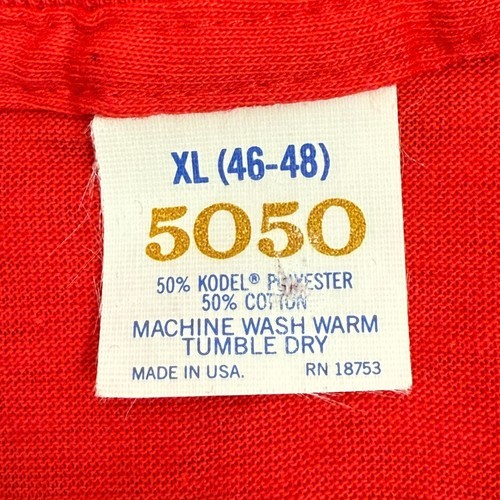 XL (46-48)
5050
50% KODEL® POLYESTER
50% COTTON
MACHINE WASH WARM
TUMBLE DRY
MADE IN USA. RN 18753